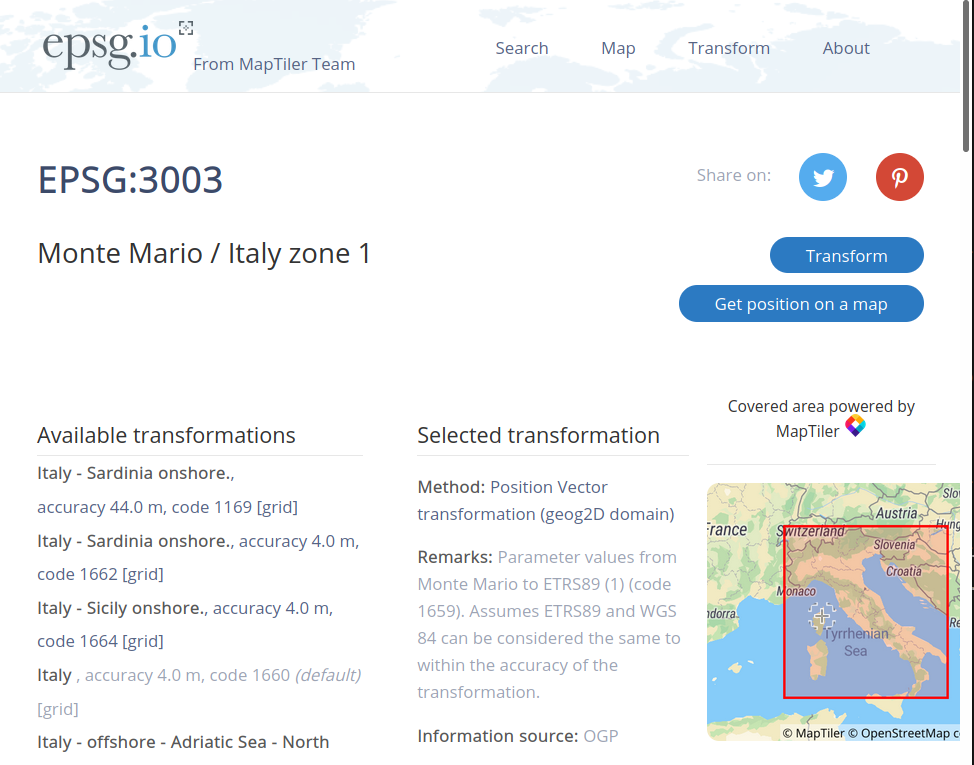 epsg.io
From MapTiler Team
Search
Map
Transform
About
EPSG:3003
Share on:
Monte Mario / Italy zone 1
Transform
Get position on a map
Available transformations
Italy - Sardinia onshore.,
accuracy 44.0 m, code 1169 [grid]
Italy - Sardinia onshore., accuracy 4.0 m,
code 1662 [grid]
Italy - Sicily onshore., accuracy 4.0 m,
code 1664 [grid]
Italy , accuracy 4.0 m, code 1660 (default)
[grid]
Italy - offshore - Adriatic Sea - North
Selected transformation
Method: Position Vector
transformation (geog2D domain)
Remarks: Parameter values from
Monte Mario to ETRS89 (1) (code
1659). Assumes ETRS89 and WGS
84 can be considered the same to
within the accuracy of the
transformation.
Information source: OGP
Covered area powered by
MapTiler
Slov
Austria
France
Switzerland
Hung
Slovenia
Croatia
Monaco
ndorra
Tyrrhenian
Sea
© MapTiler © OpenStreetMap c